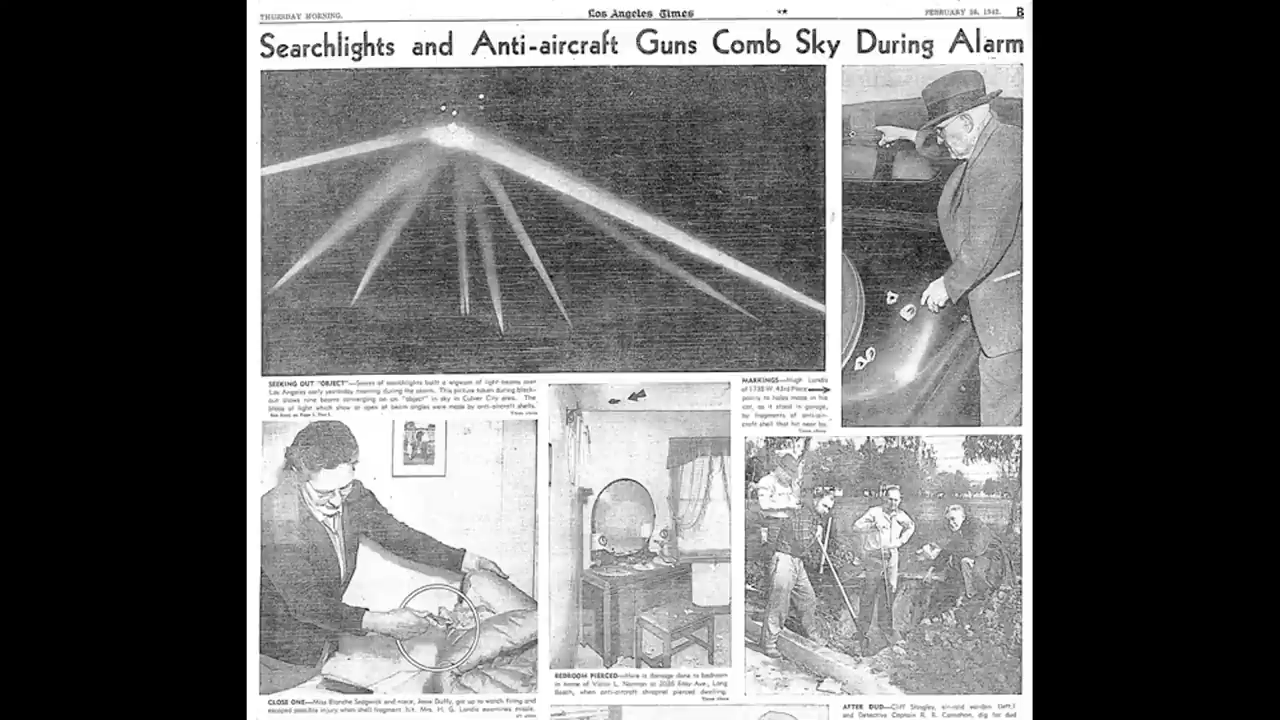 THURSDAY MORNING.
Los Angeles Times
FEBRUARY 26, 1942.
B
Searchlights and Anti-aircraft Guns Comb Sky During Alarm
SEEKING OUT "OBJECT"—Scores of searchlights built a wigwam of light beams over
Los Angeles early yesterday morning during the alarm. This picture taken during black-
out shows nine beams converging on an "object" in sky in Culver City area. The
blobs of light which show at apex of beam angles were made by anti-aircraft shells.
Times photo
MARKINGS—Hugh Landis
of 1738 W. 43rd Place
points to holes made in his
car, as it stood in garage,
by fragments of anti-air-
craft shell that hit near by.
Times photo
CLOSE ONE—Miss Blanche Sedgwick and niece, Josie Duffy, got up to watch firing and
escaped possible injury when shell fragment hit. Mrs. H. G. Landis examines missile.
BEDROOM PIERCED—Here is damage done to bedroom
in home of Victor L. Norman at Ave., Long
Beach, when anti-aircraft shrapnel pierced dwelling.
Times photo
AFTER DUD—Cliff air-raid warden (left,)
and Detective Captain R. B. dig for dud